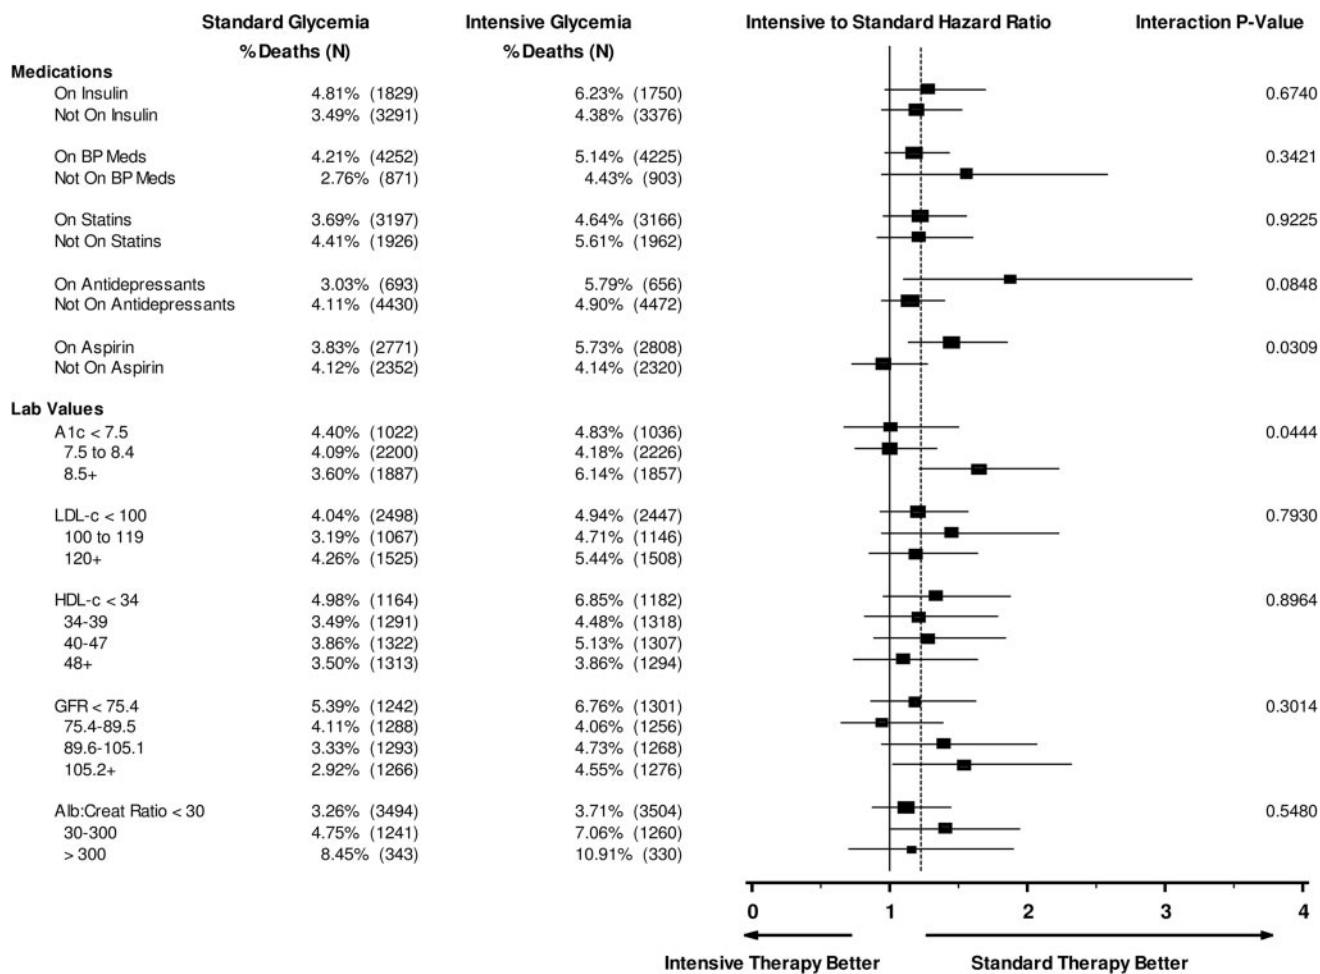 Standard Glycemia Intensive Glycemia Intensive to Standard Hazard Ratio Interaction P-Value
% Deaths (N) % Deaths (N)
Medications
On Insulin 4.81% (1829) 6.23% (1750) 0.6740
Not On Insulin 3.49% (3291) 4.38% (3376)
On BP Meds 4.21% (4252) 5.14% (4225) 0.3421
Not On BP Meds 2.76% (871) 4.43% (903)
On Statins 3.69% (3197) 4.64% (3166) 0.9225
Not On Statins 4.41% (1926) 5.61% (1962)
On Antidepressants 3.03% (693) 5.79% (656) 0.0848
Not On Antidepressants 4.11% (4430) 4.90% (4472)
On Aspirin 3.83% (2771) 5.73% (2808) 0.0309
Not On Aspirin 4.12% (2352) 4.14% (2320)
Lab Values
A1c < 7.5 4.40% (1022) 4.83% (1036) 0.0444
7.5 to 8.4 4.09% (2200) 4.18% (2226)
8.5+ 3.60% (1887) 6.14% (1857)
LDL-c < 100 4.04% (2498) 4.94% (2447) 0.7930
100 to 119 3.19% (1067) 4.71% (1146)
120+ 4.26% (1525) 5.44% (1508)
HDL-c < 34 4.98% (1164) 6.85% (1182) 0.8964
34-39 3.49% (1291) 4.48% (1318)
40-47 3.86% (1322) 5.13% (1307)
48+ 3.50% (1313) 3.86% (1294)
GFR < 75.4 5.39% (1242) 6.76% (1301) 0.3014
75.4-89.5 4.11% (1288) 4.06% (1256)
89.6-105.1 3.33% (1293) 4.73% (1268)
105.2+ 2.92% (1266) 4.55% (1276)
Alb:Creat Ratio < 30 3.26% (3494) 3.71% (3504) 0.5480
30-300 4.75% (1241) 7.06% (1260)
> 300 8.45% (343) 10.91% (330)
0 1 2 3 4
Intensive Therapy Better Standard Therapy Better